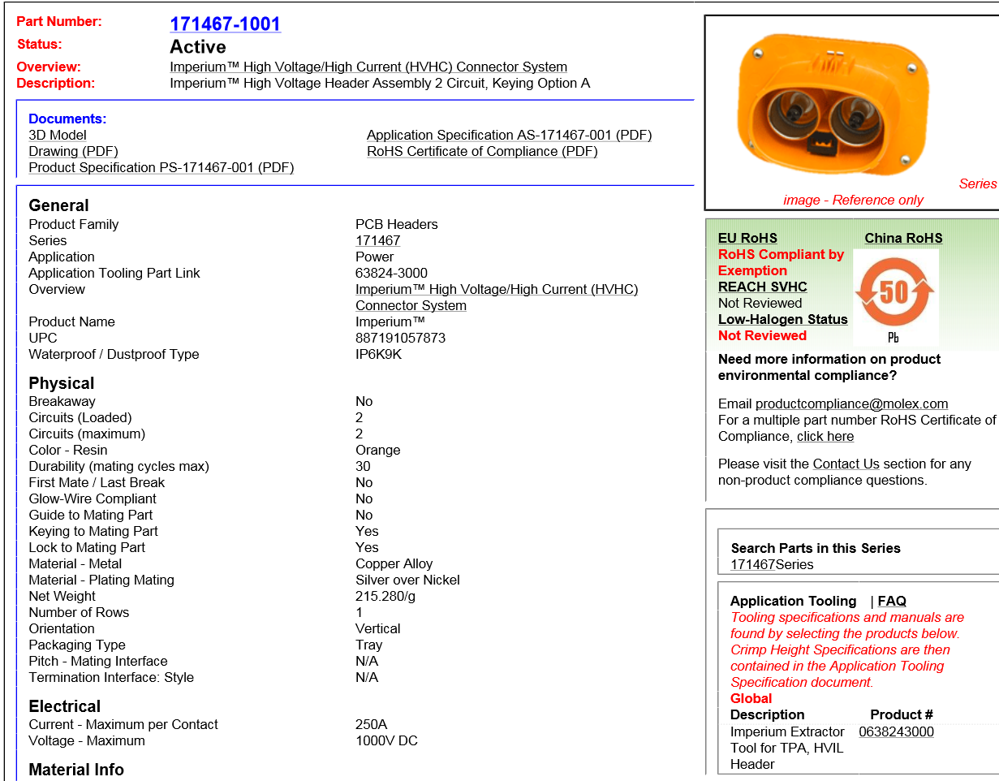 Part Number: 171467-1001
Status: Active
Overview: Imperium™ High Voltage/High Current (HVHC) Connector System
Description: Imperium™ High Voltage Header Assembly 2 Circuit, Keying Option A
Documents:
3D Model Application Specification AS-171467-001 (PDF)
Drawing (PDF) RoHS Certificate of Compliance (PDF)
Product Specification PS-171467-001 (PDF)
General
Product Family PCB Headers
Series 171467
Application Power
Application Tooling Part Link 63824-3000
Overview Imperium™ High Voltage/High Current (HVHC)
Connector System
Product Name Imperium™
UPC 887191057873
Waterproof / Dustproof Type IP6K9K
Physical
Breakaway No
Circuits (Loaded) 2
Circuits (maximum) 2
Color - Resin Orange
Durability (mating cycles max) 30
First Mate / Last Break No
Glow-Wire Compliant No
Guide to Mating Part No
Keying to Mating Part Yes
Lock to Mating Part Yes
Material - Metal Copper Alloy
Material - Plating Mating Silver over Nickel
Net Weight 215.280/g
Number of Rows 1
Orientation Vertical
Packaging Type Tray
Pitch - Mating Interface N/A
Termination Interface: Style N/A
Electrical
Current - Maximum per Contact 250A
Voltage - Maximum 1000V DC
Material Info
Series
image - Reference only
EU RoHS China RoHS
RoHS Compliant by
Exemption
REACH SVHC
Not Reviewed
Low-Halogen Status
Not Reviewed
50
Pb
Need more information on product
environmental compliance?
Email productcompliance@molex.com
For a multiple part number RoHS Certificate of
Compliance, click here
Please visit the Contact Us section for any
non-product compliance questions.
Search Parts in this Series
171467Series
Application Tooling | FAQ
Tooling specifications and manuals are
found by selecting the products below.
Crimp Height Specifications are then
contained in the Application Tooling
Specification document.
Global
Description Product #
Imperium Extractor 0638243000
Tool for TPA, HVIL
Header